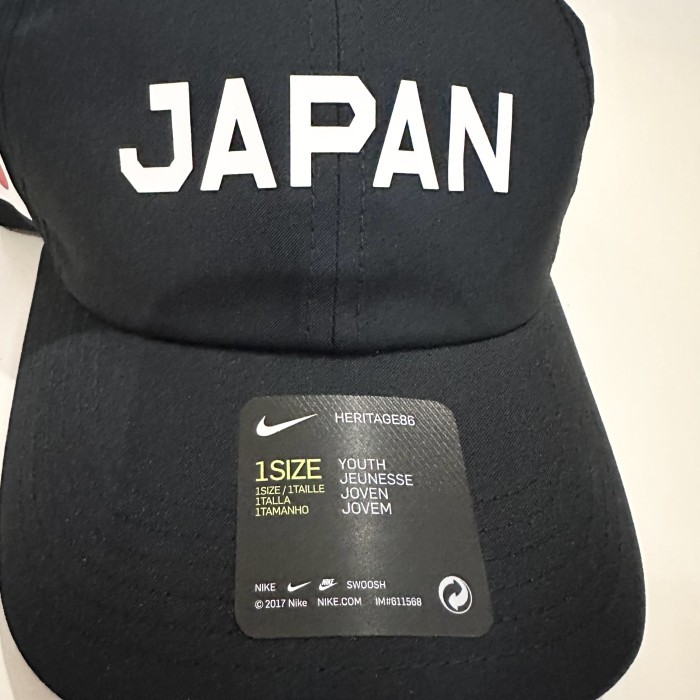 JAPAN
HERITAGE86
1SIZE
1SIZE / 1TAILLE
1TALLA
1TAMANHO
YOUTH
JEUNESSE
JOVEN
JOVEM
NIKE NIKE SWOOSH
© 2017 Nike NIKE.COM IM#611568